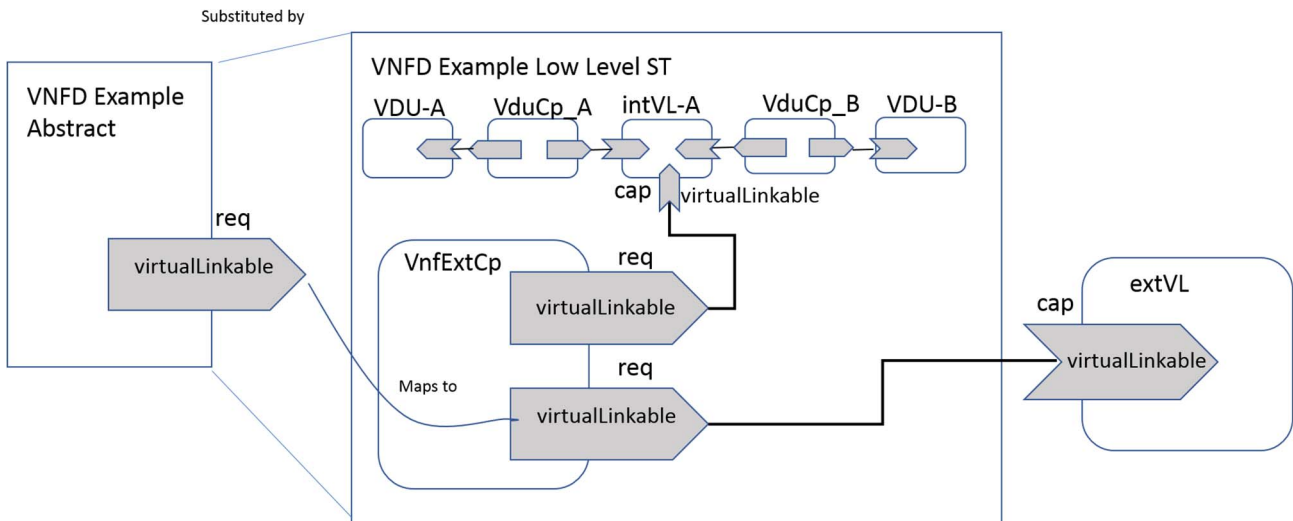 Substituted by
VNFD Example
Abstract
VNFD Example Low Level ST
VDU-A
VduCp_A
intVL-A
VduCp_B
VDU-B
cap
virtualLinkable
req
virtualLinkable
VnfExtCp
req
virtualLinkable
req
virtualLinkable
Maps to
cap
extVL
virtualLinkable